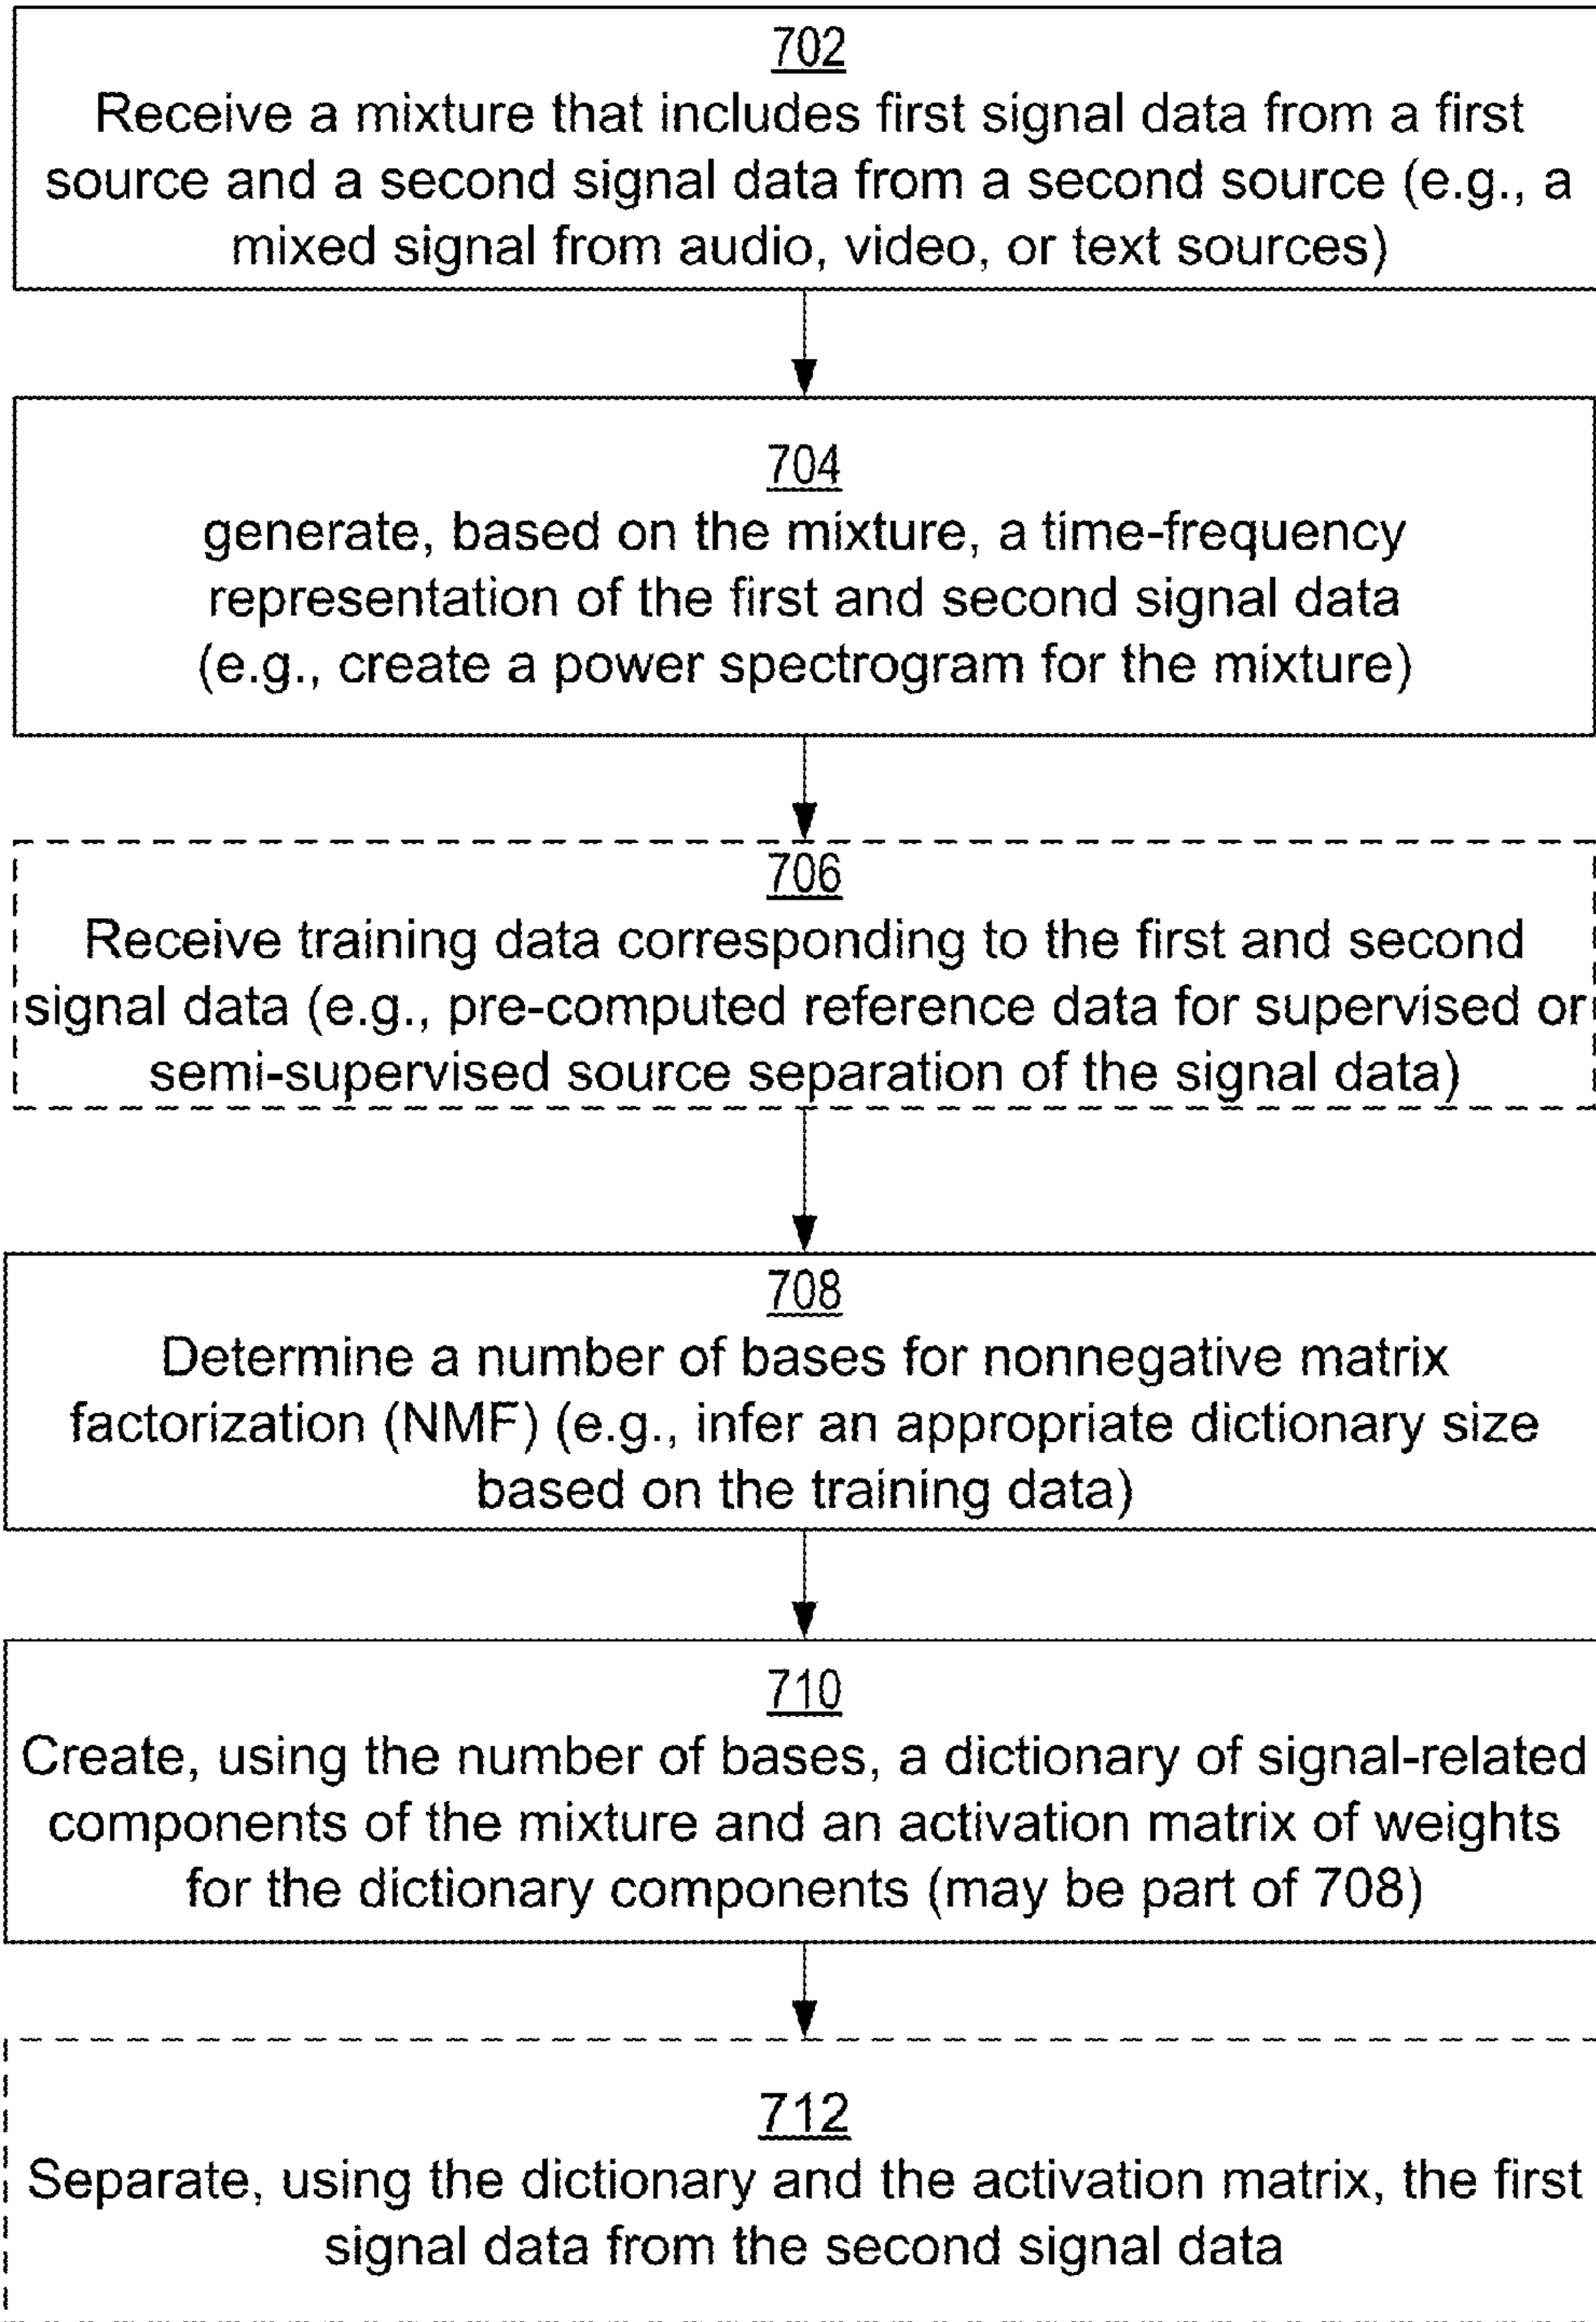 702
Receive a mixture that includes first signal data from a first
source and a second signal data from a second source (e.g., a
mixed signal from audio, video, or text sources)
704
generate, based on the mixture, a time-frequency
representation of the first and second signal data
(e.g., create a power spectrogram for the mixture)
706
Receive training data corresponding to the first and second
signal data (e.g., pre-computed reference data for supervised or
semi-supervised source separation of the signal data)
708
Determine a number of bases for nonnegative matrix
factorization (NMF) (e.g., infer an appropriate dictionary size
based on the training data)
710
Create, using the number of bases, a dictionary of signal-related
components of the mixture and an activation matrix of weights
for the dictionary components (may be part of 708)
712
Separate, using the dictionary and the activation matrix, the first
signal data from the second signal data